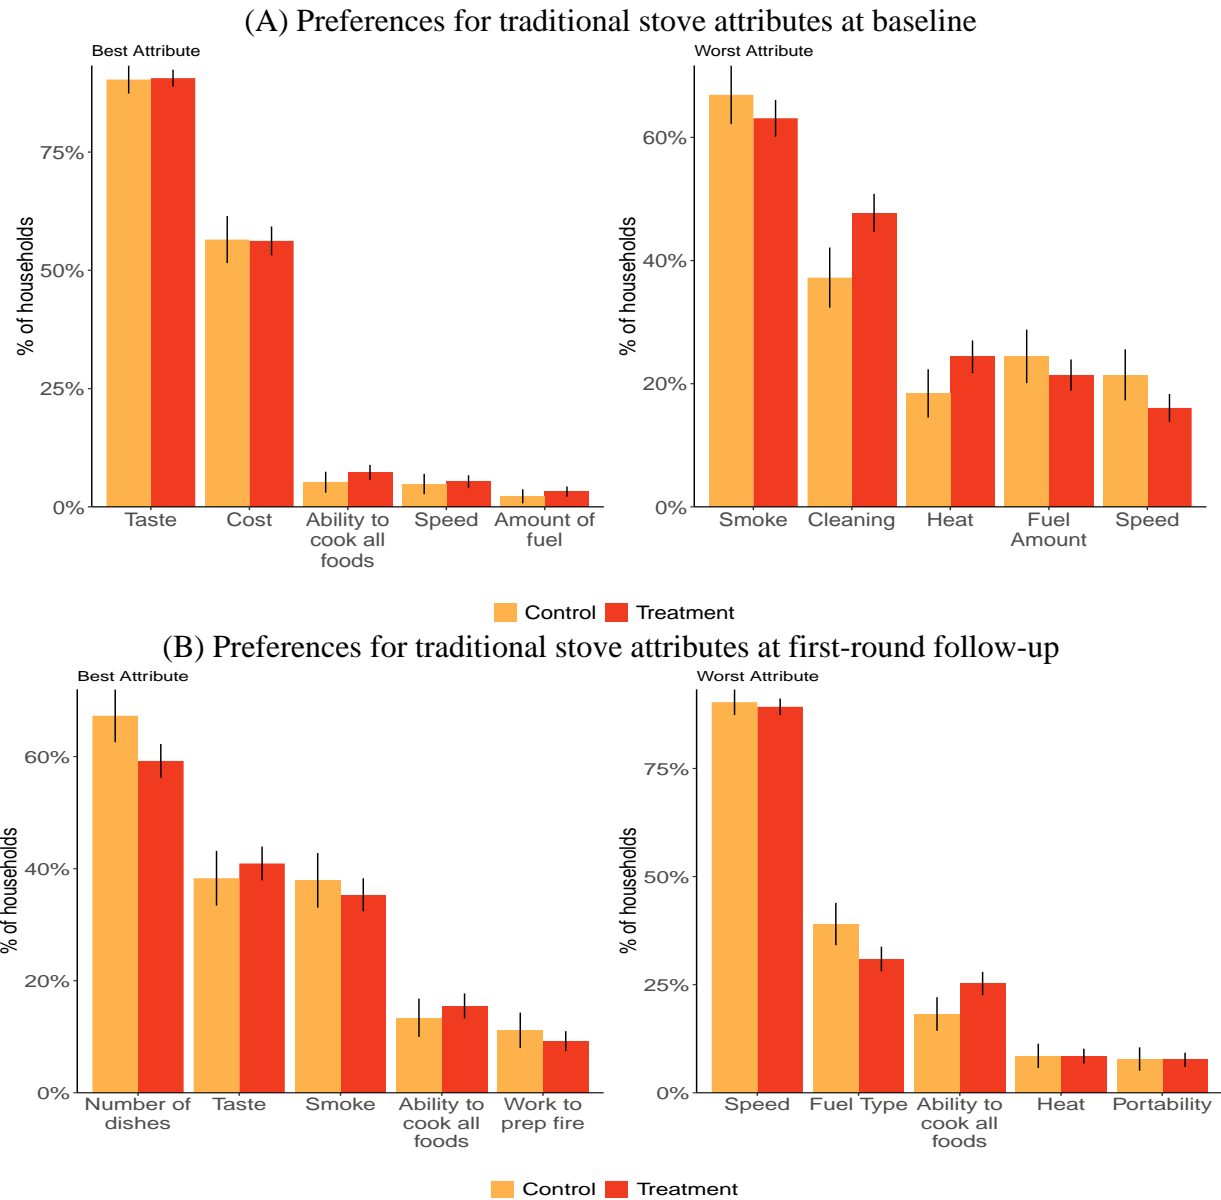 (A) Preferences for traditional stove attributes at baseline
Best Attribute
% of households
75%
50%
25%
0%
Taste
Cost
Ability to
cook all
foods
Speed
Amount of
fuel
Worst Attribute
% of households
60%
40%
20%
0%
Smoke
Cleaning
Heat
Fuel
Amount
Speed
Control
Treatment
(B) Preferences for traditional stove attributes at first-round follow-up
Best Attribute
% of households
60%
40%
20%
0%
Number of
dishes
Taste
Smoke
Ability to
cook all
foods
Work to
prep fire
Worst Attribute
% of households
75%
50%
25%
0%
Speed
Fuel Type
Ability to
cook all
foods
Heat
Portability
Control
Treatment